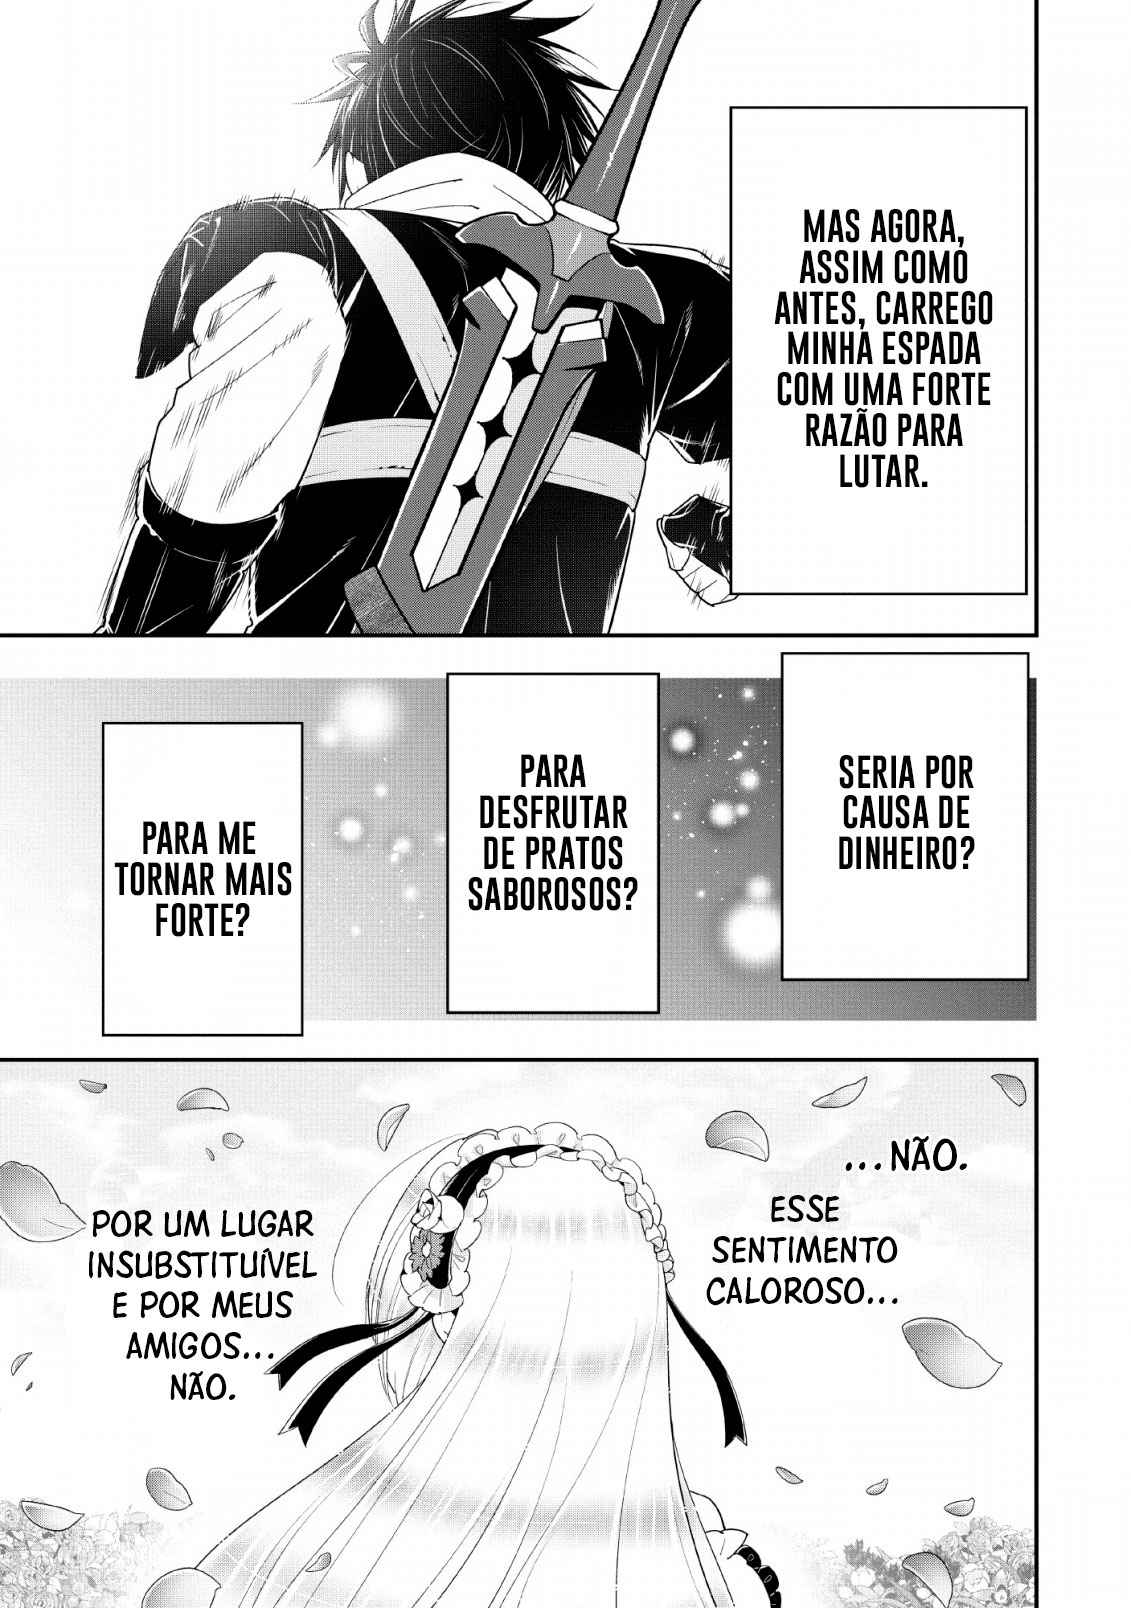 MAS AGORA,
ASSIM COMO
ANTES, CARREGO
MINHA ESPADA
COM UMA FORTE
RAZÃO PARA
LUTAR.
SERIA POR
CAUSA DE
DINHEIRO?
PARA
DESFRUTAR
DE PRATOS
SABOROSOS?
PARA ME
TORNAR MAIS
FORTE?
...NÃO.
ESSE
SENTIMENTO
CALOROSO...
POR UM LUGAR
INSUBSTITUÍVEL
E POR MEUS
AMIGOS...
NÃO.